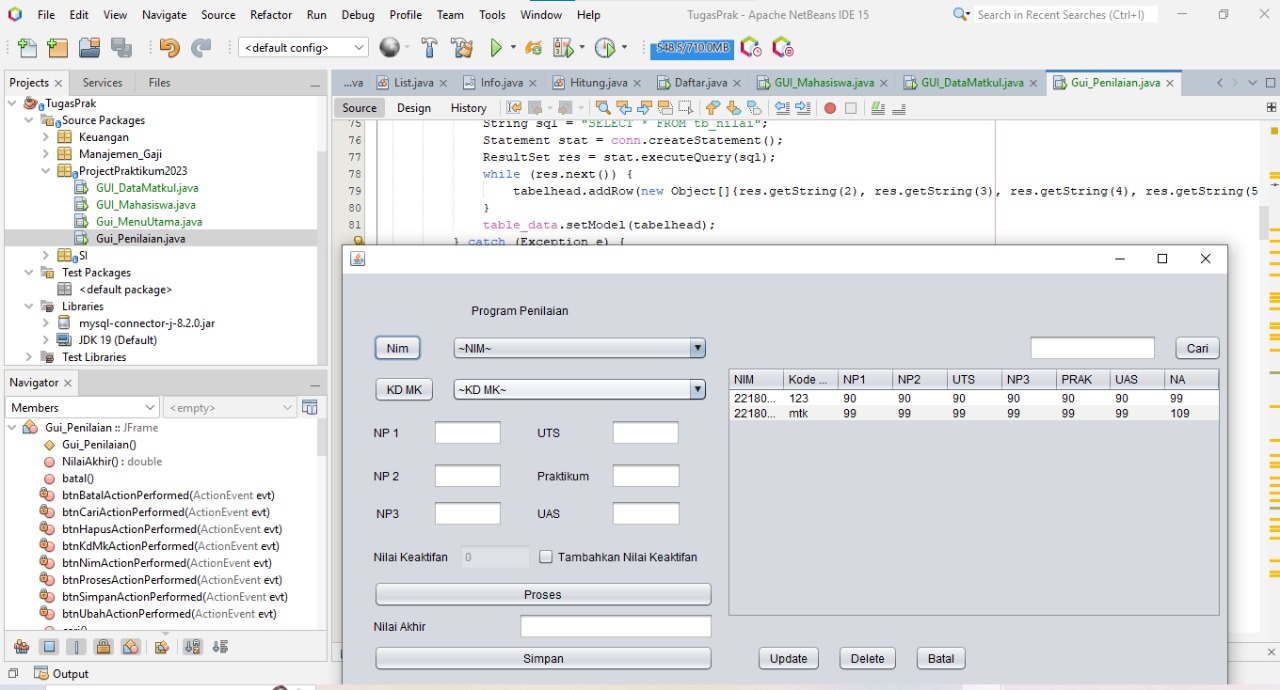 File Edit View Navigate Source Refactor Run Debug Profile Team Tools Window Help TugasPrak - Apache NetBeans IDE 15 Search in Recent Searches (Ctrl+I)
<default config> 548.5/710.0MB
Projects Services Files
...va List.java Info.java Hitung.java Daftar.java GUI_Mahasiswa.java GUI_DataMatkul.java Gui_Penilaian.java
Source Design History
TugasPrak
Source Packages
Keuangan
Manajemen_Gaji
ProjectPraktikum2023
GUI_DataMatkul.java
GUI_Mahasiswa.java
Gui_MenuUtama.java
Gui_Penilaian.java
SI
Test Packages
<default package>
Libraries
mysql-connector-j-8.2.0.jar
JDK 19 (Default)
Test Libraries
Navigator
Members <empty>
Gui_Penilaian :: JFrame
Gui_Penilaian()
NilaiAkhir() : double
batal()
btnBatalActionPerformed(ActionEvent evt)
btnCariActionPerformed(ActionEvent evt)
btnHapusActionPerformed(ActionEvent evt)
btnKdMkActionPerformed(ActionEvent evt)
btnNimActionPerformed(ActionEvent evt)
btnProsesActionPerformed(ActionEvent evt)
btnSimpanActionPerformed(ActionEvent evt)
btnUbahActionPerformed(ActionEvent evt)
Output
75 String sql = "SELECT * FROM tb_nilai";
76 Statement stat = conn.createStatement();
77 ResultSet res = stat.executeQuery(sql);
78 while (res.next()) {
79 tabelhead.addRow(new Object[]{res.getString(2), res.getString(3), res.getString(4), res.getString(5
80 }
81 table_data.setModel(tabelhead);
} catch (Exception e) {
Program Penilaian
Nim ~NIM~ Cari
KD MK ~KD MK~
NP 1 UTS
NP 2 Praktikum
NP3 UAS
Nilai Keaktifan 0 Tambahkan Nilai Keaktifan
Proses
Nilai Akhir
Simpan
NIM Kode ... NP1 NP2 UTS NP3 PRAK UAS NA
22180... 123 90 90 90 90 90 90 99
22180... mtk 99 99 99 99 99 99 109
Update Delete Batal